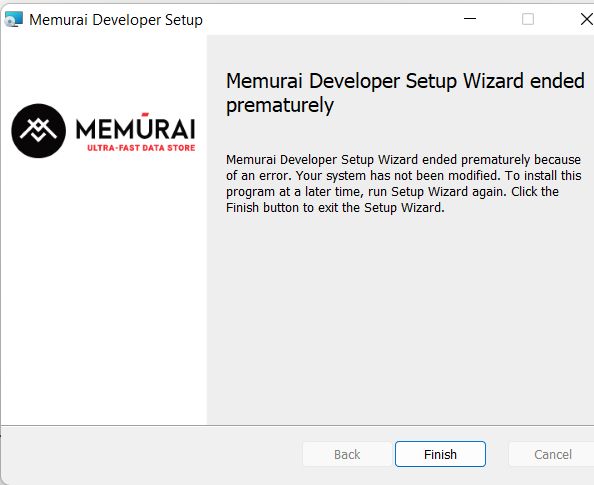 Memurai Developer Setup
Memurai Developer Setup Wizard ended
prematurely
MEMURAI
ULTRA-FAST DATA STORE
Memurai Developer Setup Wizard ended prematurely because
of an error. Your system has not been modified. To install this
program at a later time, run Setup Wizard again. Click the
Finish button to exit the Setup Wizard.
Back
Finish
Cancel